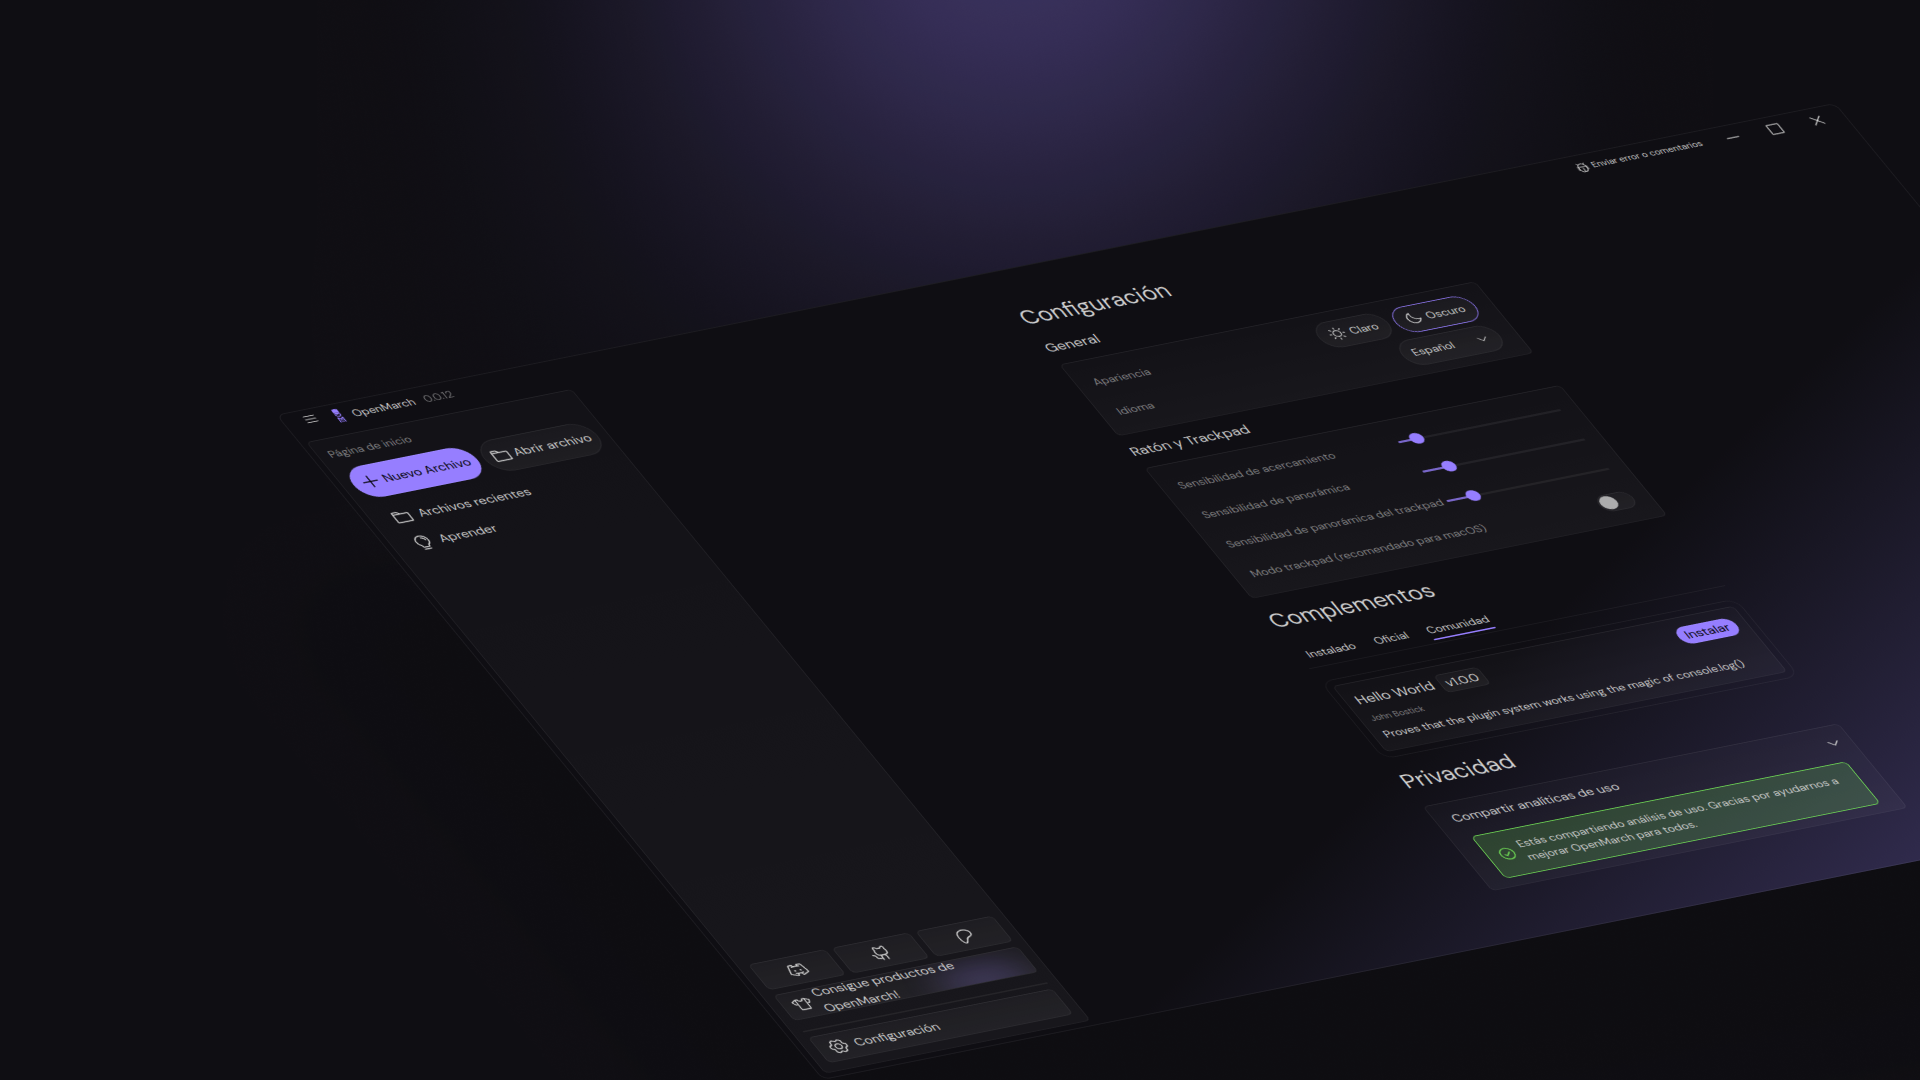 Enviar error o comentarios
OpenMarch 0.0.12
Página de inicio
Nuevo Archivo
Abrir archivo
Archivos recientes
Aprender
Consigue productos de
OpenMarch!
Configuración
Configuración
General
Apariencia
Claro
Oscuro
Idioma
Español
Ratón y Trackpad
Sensibilidad de acercamiento
Sensibilidad de panorámica
Sensibilidad de panorámica del trackpad
Modo trackpad (recomendado para macOS)
Complementos
Instalado Oficial Comunidad
Hello World v1.0.0
Instalar
John Bostick
Proves that the plugin system works using the magic of console.log()
Privacidad
Compartir analíticas de uso
Estás compartiendo análisis de uso. Gracias por ayudarnos a
mejorar OpenMarch para todos.